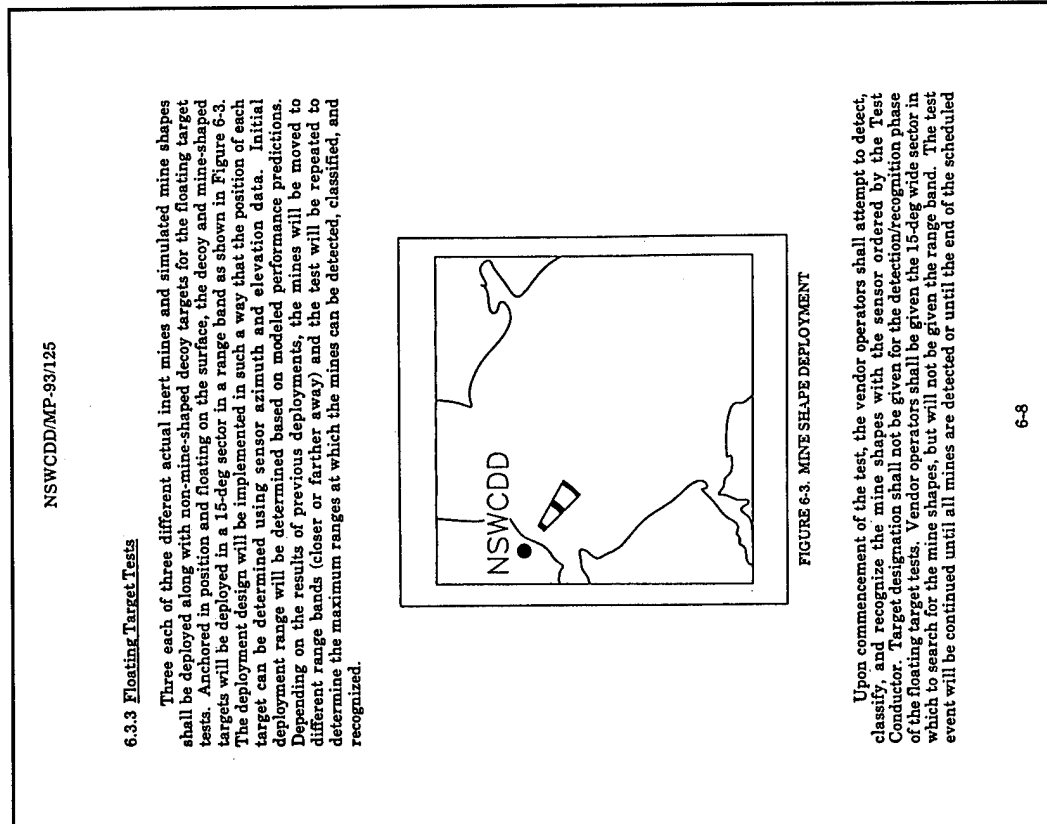 NSWCDD/MP-93/125
6.3.3 Floating Target Tests
Three each of three different actual inert mines and simulated mine shapes
shall be deployed along with non-mine-shaped decoy targets for the floating target
tests. Anchored in position and floating on the surface, the decoy and mine-shaped
targets will be deployed in a 15-deg sector in a range band as shown in Figure 6-3.
The deployment design will be implemented in such a way that the position of each
target can be determined using sensor azimuth and elevation data. Initial
deployment range will be determined based on modeled performance predictions.
Depending on the results of previous deployments, the mines will be moved to
different range bands (closer or farther away) and the test will be repeated to
determine the maximum ranges at which the mines can be detected, classified, and
recognized.
NSWCDD
FIGURE 6-3. MINE SHAPE DEPLOYMENT
Upon commencement of the test, the vendor operators shall attempt to detect,
classify, and recognize the mine shapes with the sensor ordered by the Test
Conductor. Target designation shall not be given for the detection/recognition phase
of the floating target tests. Vendor operators shall be given the 15-deg wide sector in
which to search for the mine shapes, but will not be given the range band. The test
event will be continued until all mines are detected or until the end of the scheduled
6-8